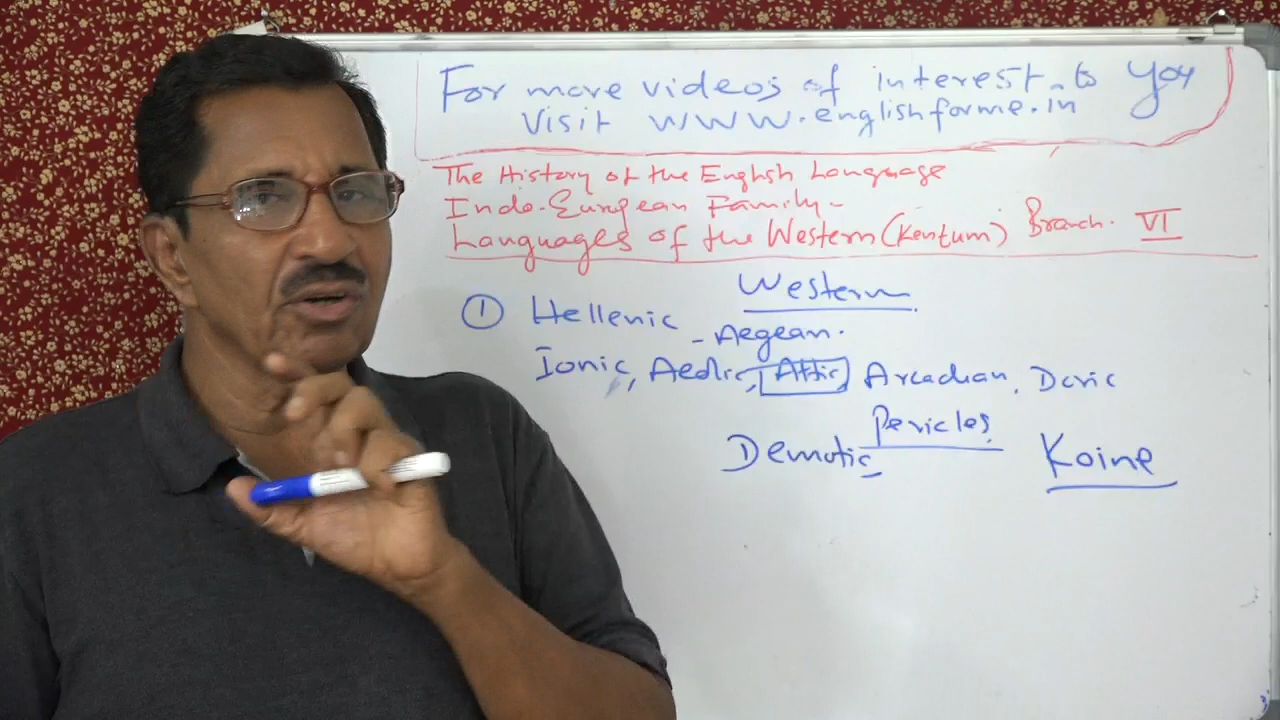 For more videos of interest to you
Visit www.englishforme.in
The History of the English Language
Indo-European Family-
Languages of the Western (Kentum) Branch. VI
Western
① Hellenic
- Aegean.
Ionic, Aeolic, Attic Arcadian, Doric
Pericles
Demotic Koine